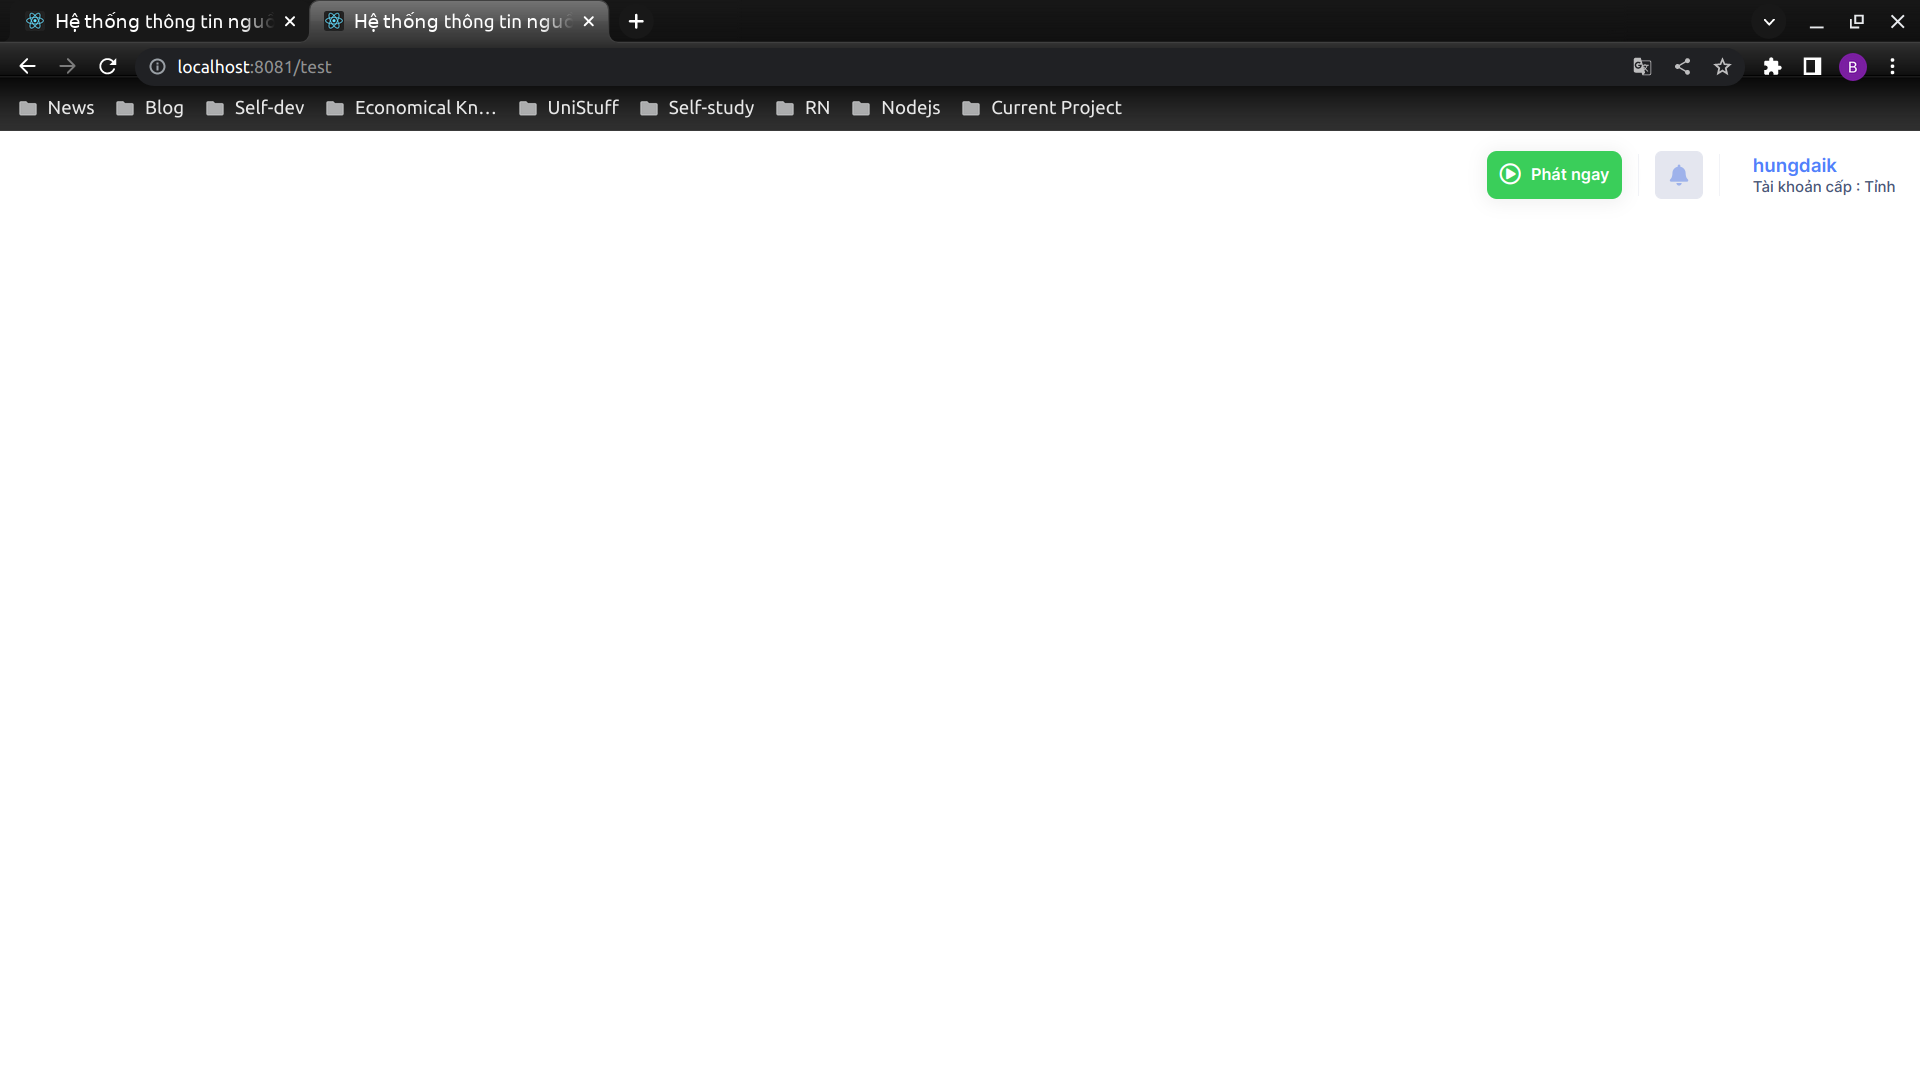 Hệ thống thông tin nguồ
Hệ thống thông tin nguồ
localhost:8081/test
B
News
Blog
Self-dev
Economical Kn...
UniStuff
Self-study
RN
Nodejs
Current Project
Phát ngay
hungdaik
Tài khoản cấp : Tỉnh